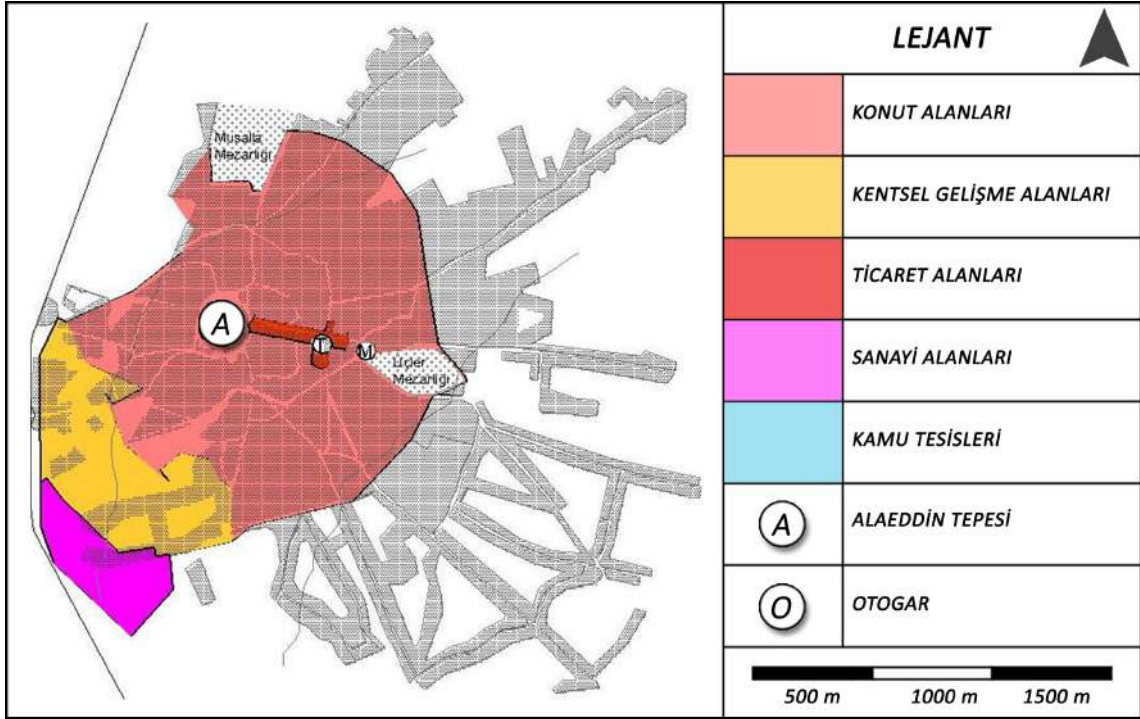 Musalla
Mezarlığı
A
T
M
Üçler
Mezarlığı
LEJANT
KONUT ALANLARI
KENTSEL GELİŞME ALANLARI
TİCARET ALANLARI
SANAYİ ALANLARI
KAMU TESİSLERİ
A
ALAEDDİN TEPESİ
O
OTOGAR
500 m 1000 m 1500 m